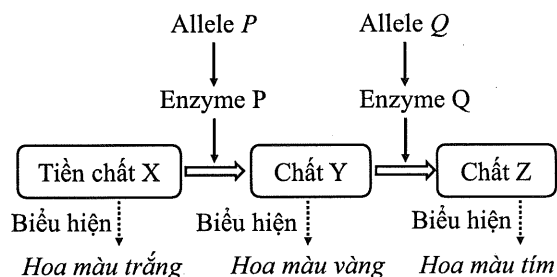 Allele P Allele Q
Enzyme P Enzyme Q
Tiền chất X Chất Y Chất Z
Biểu hiện Biểu hiện Biểu hiện
Hoa màu trắng Hoa màu vàng Hoa màu tím